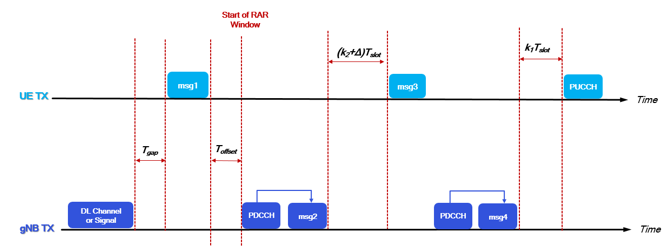 Start of RAR
Window
(k2+Δ)Tslot
k1Tslot
msg1
msg3
PUCCH
UE TX
Time
Tgap
Toffset
DL Channel
or Signal
PDCCH
msg2
PDCCH
msg4
gNB TX
Time